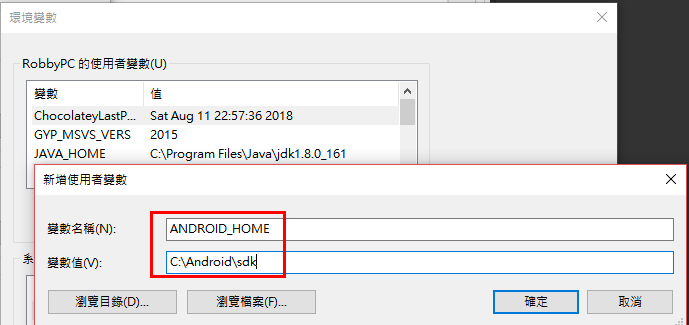 環境變數
RobbyPC 的使用者變數(U)
變數 值
ChocolateyLastP... Sat Aug 11 22:57:36 2018
GYP_MSVS_VERS 2015
JAVA_HOME C:\Program Files\Java\jdk1.8.0_161
新增使用者變數
變數名稱(N): ANDROID_HOME
變數值(V): C:\Android\sdk
瀏覽目錄(D)... 瀏覽檔案(F)... 確定 取消